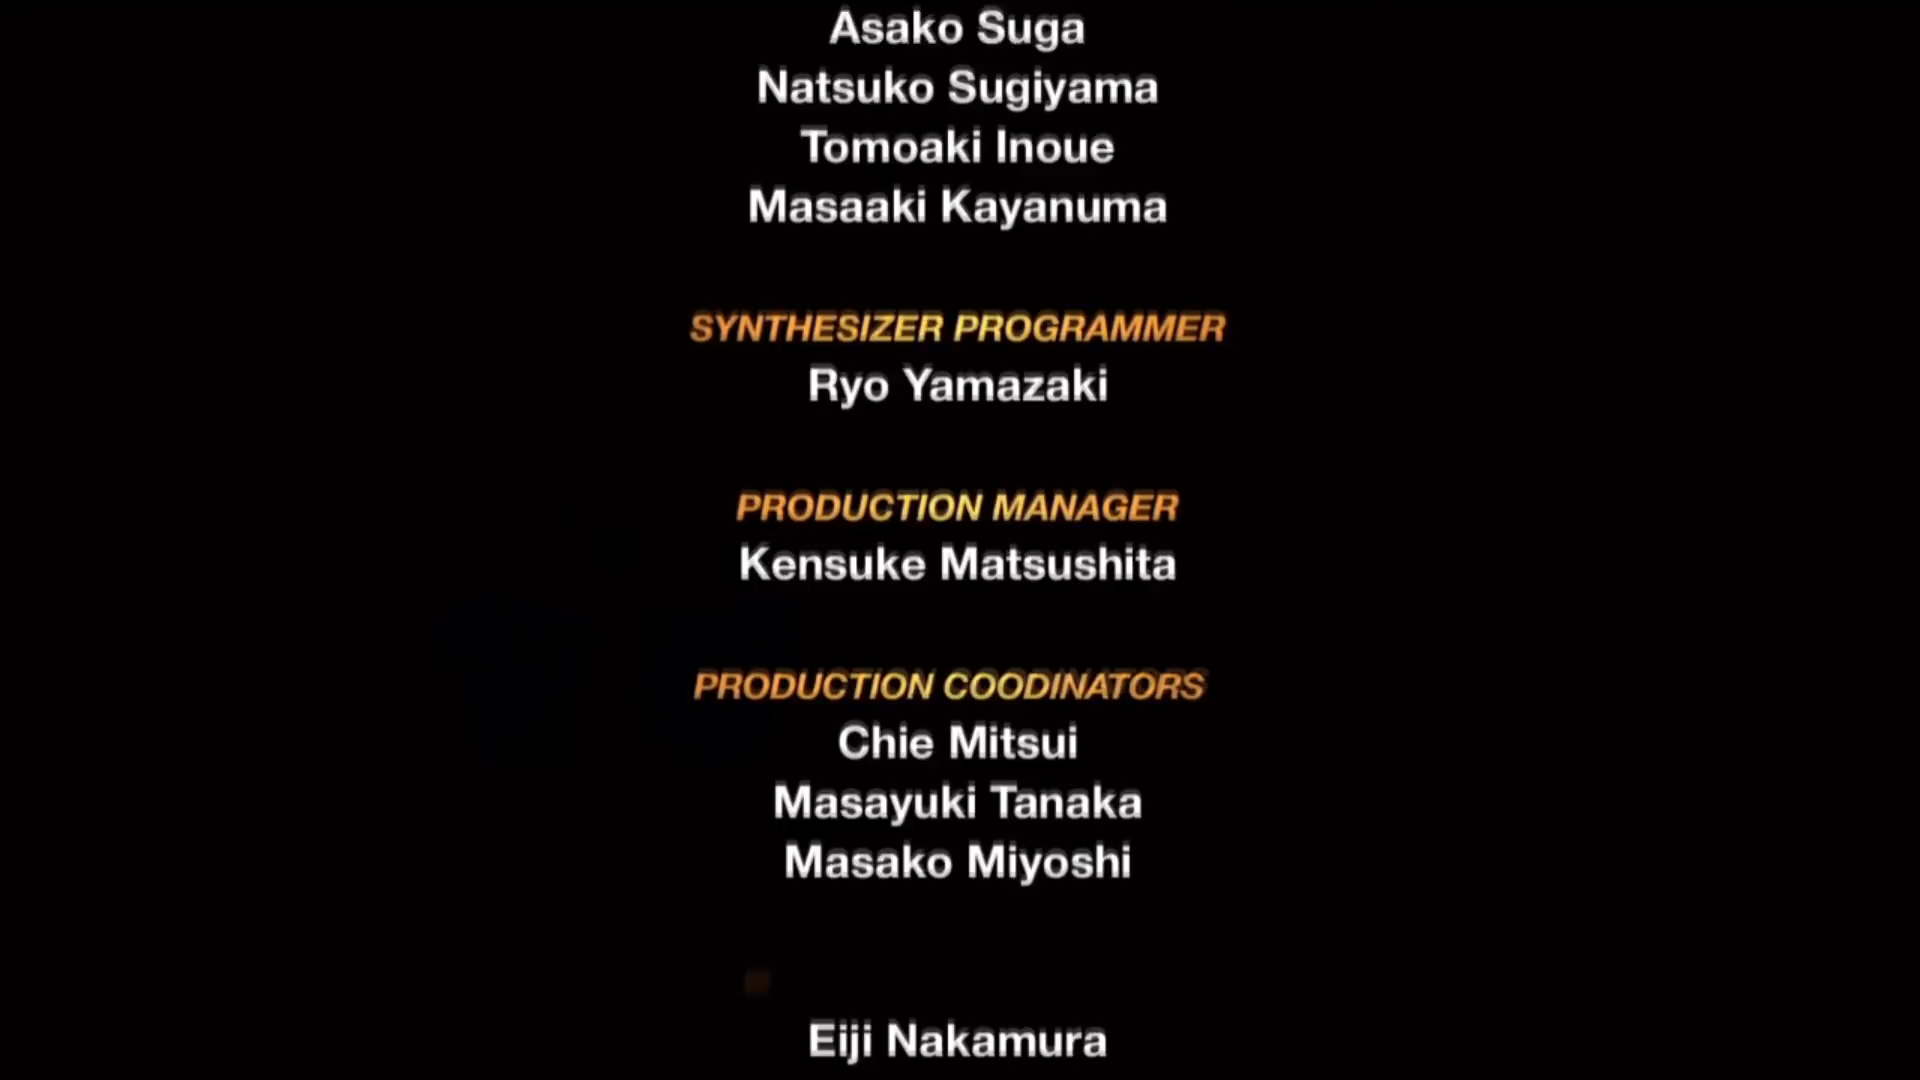 Asako Suga
Natsuko Sugiyama
Tomoaki Inoue
Masaaki Kayanuma
SYNTHESIZER PROGRAMMER
Ryo Yamazaki
PRODUCTION MANAGER
Kensuke Matsushita
PRODUCTION COODINATORS
Chie Mitsui
Masayuki Tanaka
Masako Miyoshi
Eiji Nakamura